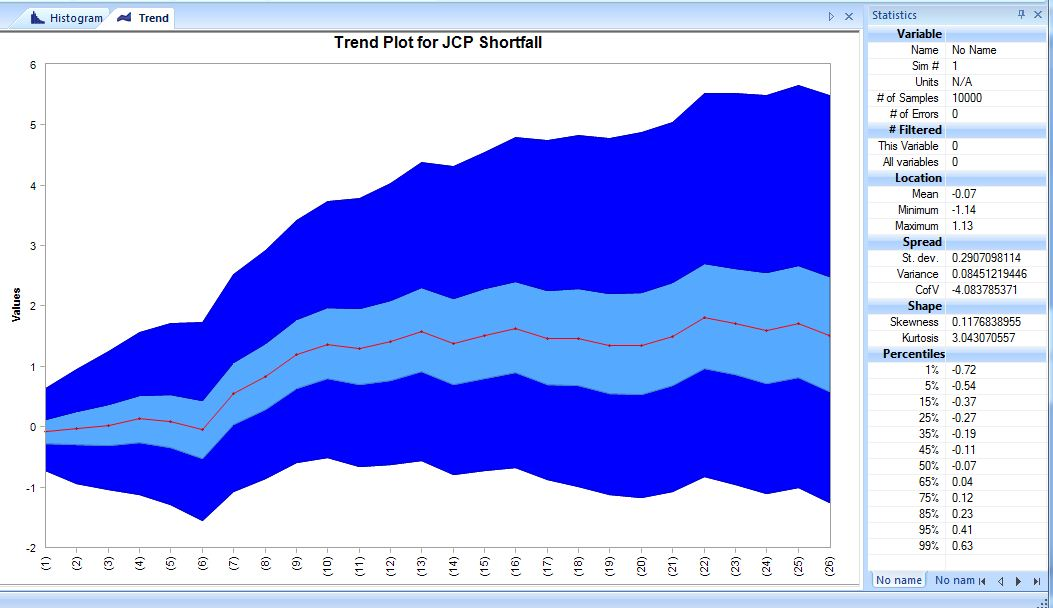 Histogram Trend
Trend Plot for JCP Shortfall
6
5
4
3
2
1
0
-1
-2
Values
(1) (2) (3) (4) (5) (6) (7) (8) (9) (10) (11) (12) (13) (14) (15) (16) (17) (18) (19) (20) (21) (22) (23) (24) (25) (26)
Statistics
Variable
Name No Name
Sim # 1
Units N/A
# of Samples 10000
# of Errors 0
# Filtered
This Variable 0
All variables 0
Location
Mean -0.07
Minimum -1.14
Maximum 1.13
Spread
St. dev. 0.2907098114
Variance 0.08451219446
CofV -4.083785371
Shape
Skewness 0.1176838955
Kurtosis 3.043070557
Percentiles
1% -0.72
5% -0.54
15% -0.37
25% -0.27
35% -0.19
45% -0.11
50% -0.07
65% 0.04
75% 0.12
85% 0.23
95% 0.41
99% 0.63
No name No nam